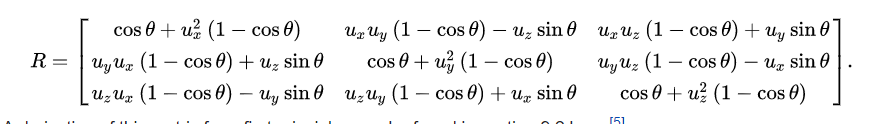 cos θ + u_x^2 (1 − cos θ)   u_x u_y (1 − cos θ) − u_z sin θ   u_x u_z (1 − cos θ) + u_y sin θ
R = [ u_y u_x (1 − cos θ) + u_z sin θ   cos θ + u_y^2 (1 − cos θ)   u_y u_z (1 − cos θ) − u_x sin θ ] .
u_z u_x (1 − cos θ) − u_y sin θ   u_z u_y (1 − cos θ) + u_x sin θ   cos θ + u_z^2 (1 − cos θ)
[5]